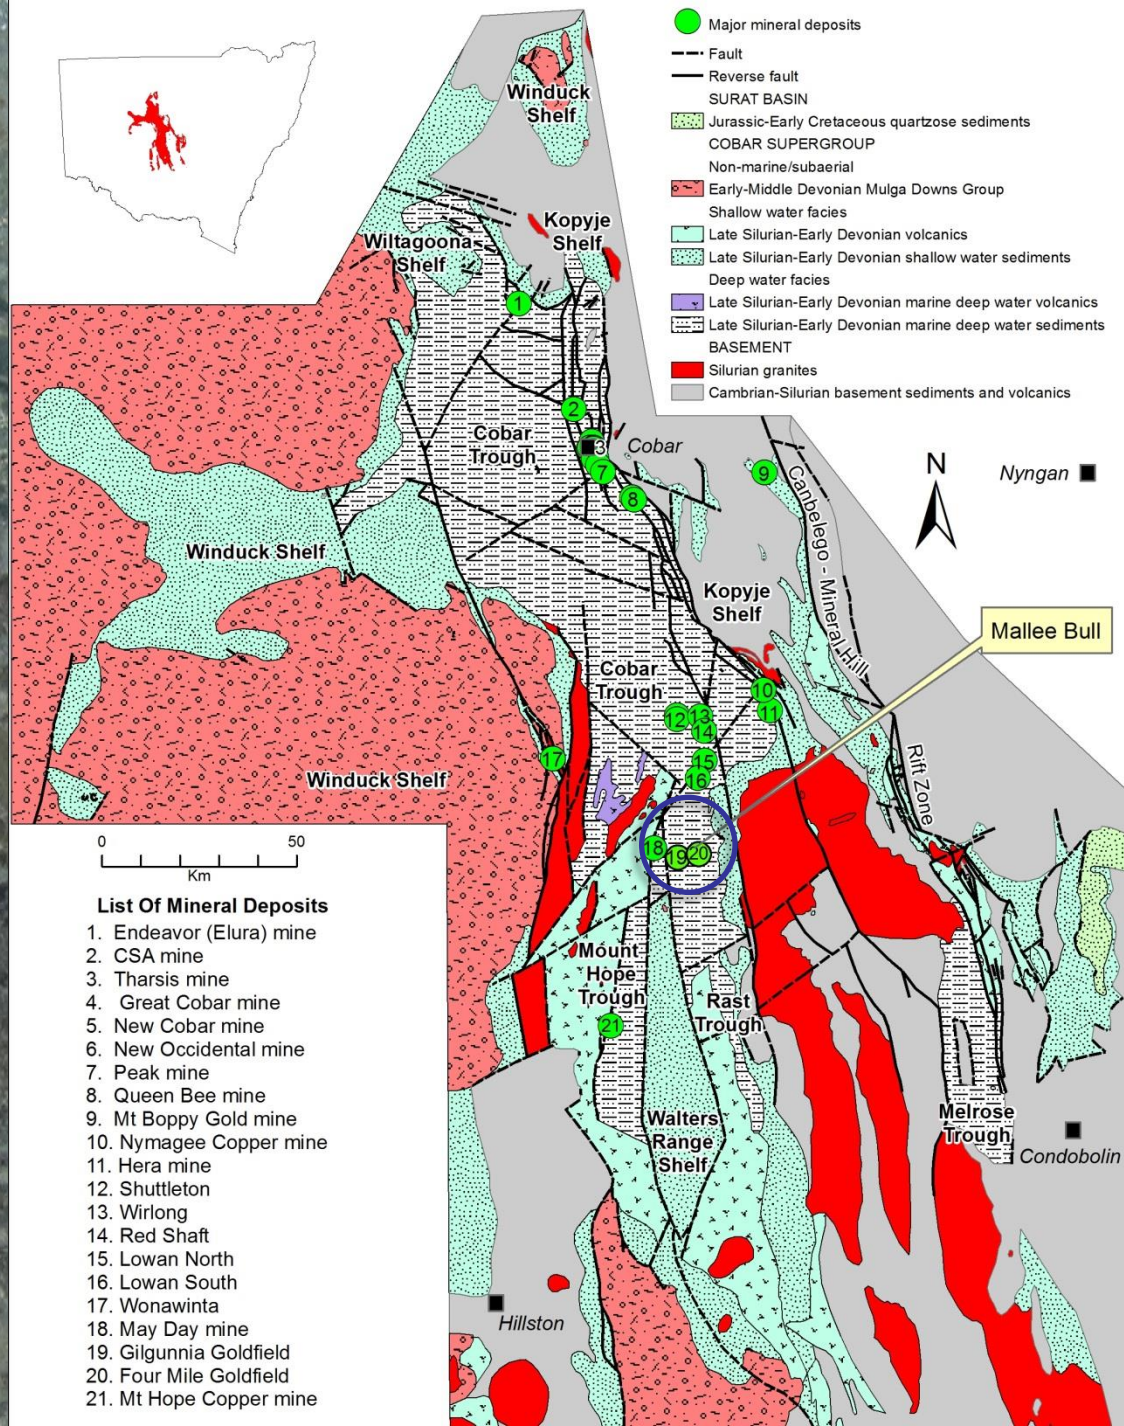 Major mineral deposits
Fault
Reverse fault
SURAT BASIN
Jurassic-Early Cretaceous quartzose sediments
COBAR SUPERGROUP
Non-marine/subaerial
Early-Middle Devonian Mulga Downs Group
Shallow water facies
Late Silurian-Early Devonian volcanics
Late Silurian-Early Devonian shallow water sediments
Deep water facies
Late Silurian-Early Devonian marine deep water volcanics
Late Silurian-Early Devonian marine deep water sediments
BASEMENT
Silurian granites
Cambrian-Silurian basement sediments and volcanics
Winduck
Shelf
Kopyje
Shelf
Wiltagoona
Shelf
1
2
Cobar
Trough
3
Cobar
7
8
9
Canbelego - Mineral Hill
Rift Zone
N
Nyngan
Winduck Shelf
Kopyje
Shelf
Mallee Bull
Cobar
Trough
10
11
12
13
14
15
16
17
Winduck Shelf
18
19
20
Mount
Hope
Trough
Rast
Trough
21
Walters
Range
Shelf
Melrose
Trough
Condobolin
Hillston
0
50
Km
List Of Mineral Deposits
1. Endeavor (Elura) mine
2. CSA mine
3. Tharsis mine
4. Great Cobar mine
5. New Cobar mine
6. New Occidental mine
7. Peak mine
8. Queen Bee mine
9. Mt Boppy Gold mine
10. Nymagee Copper mine
11. Hera mine
12. Shuttleton
13. Wirlong
14. Red Shaft
15. Lowan North
16. Lowan South
17. Wonawinta
18. May Day mine
19. Gilgunnia Goldfield
20. Four Mile Goldfield
21. Mt Hope Copper mine